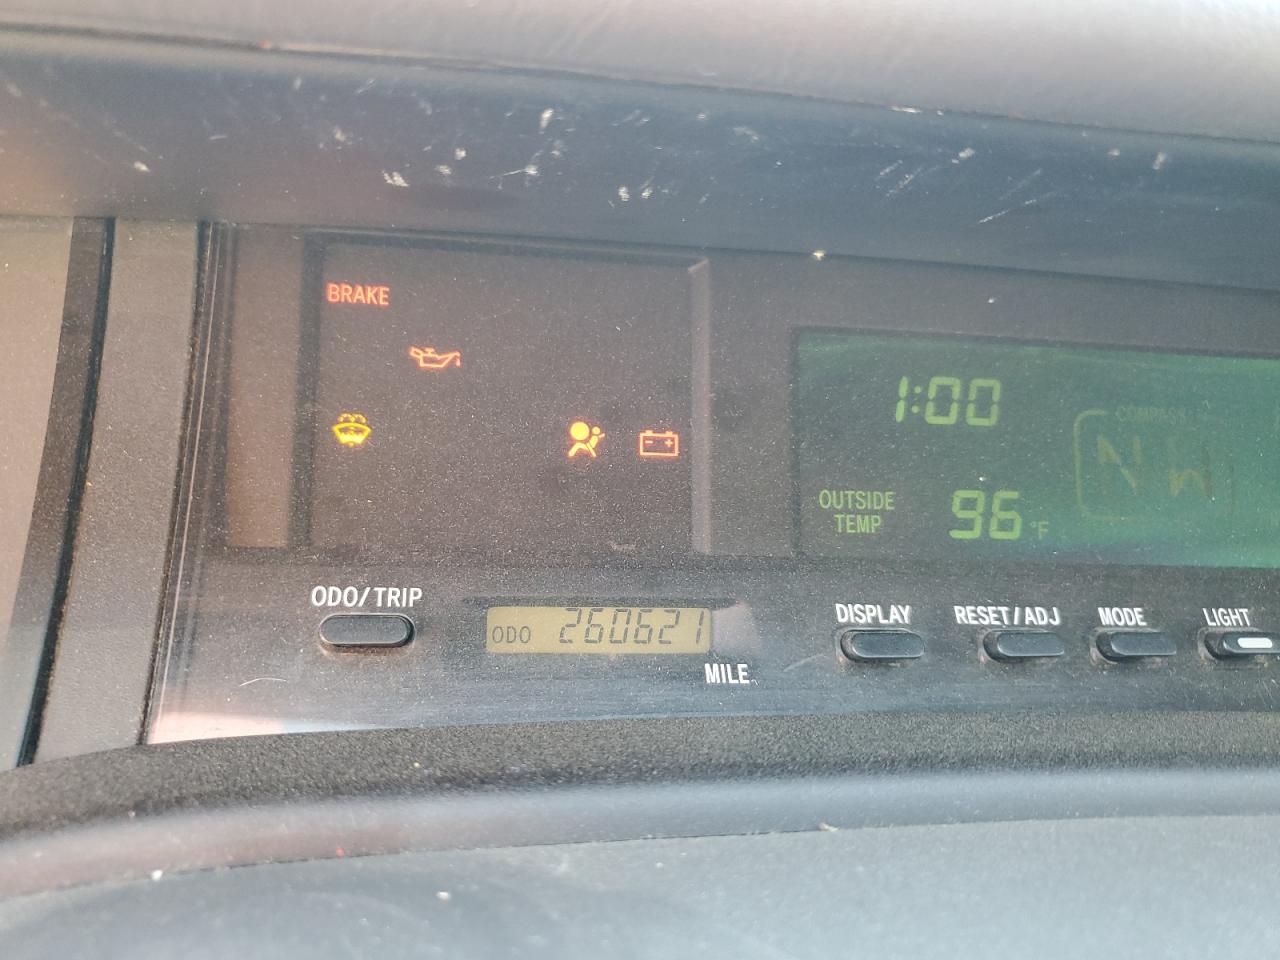 BRAKE
1:00
COMPASS
NW
OUTSIDE
TEMP
96 °F
ODO/TRIP
ODO 260621
MILE
DISPLAY
RESET/ADJ
MODE
LIGHT